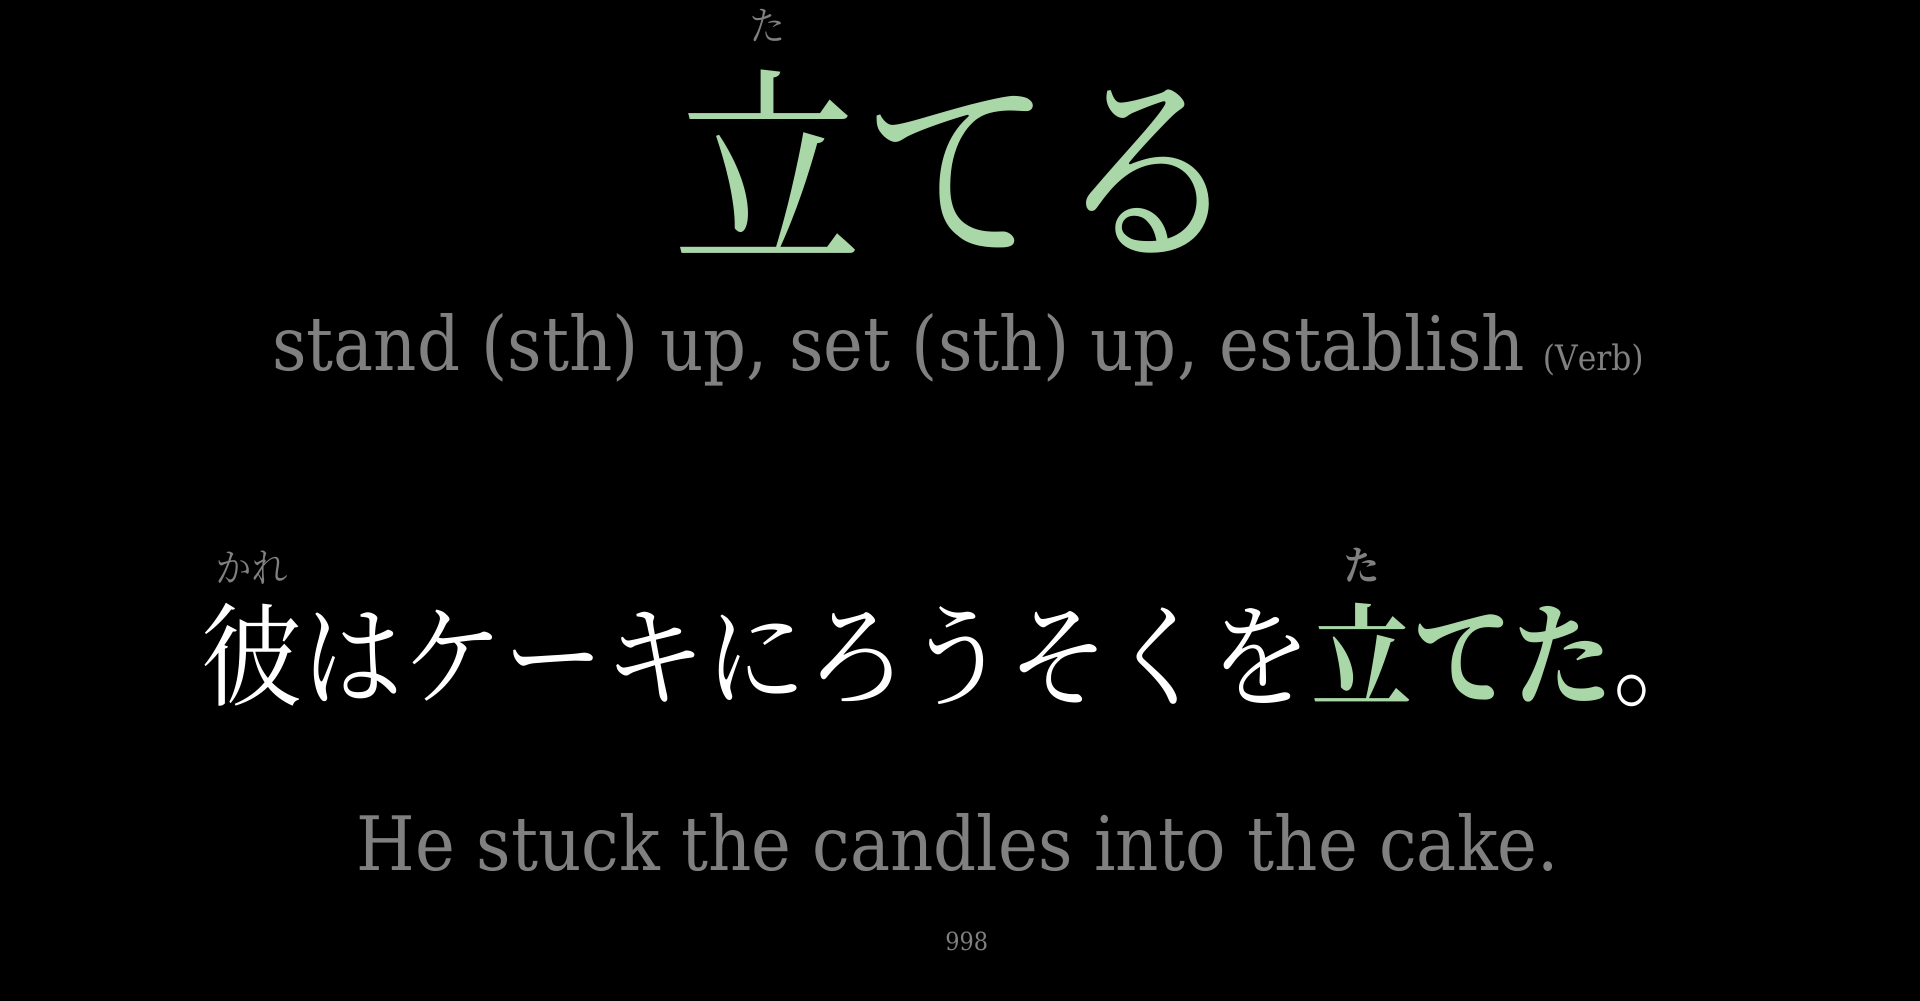 た
立てる
stand (sth) up, set (sth) up, establish (Verb)
かれ た
彼はケーキにろうそくを立てた。
He stuck the candles into the cake.
998